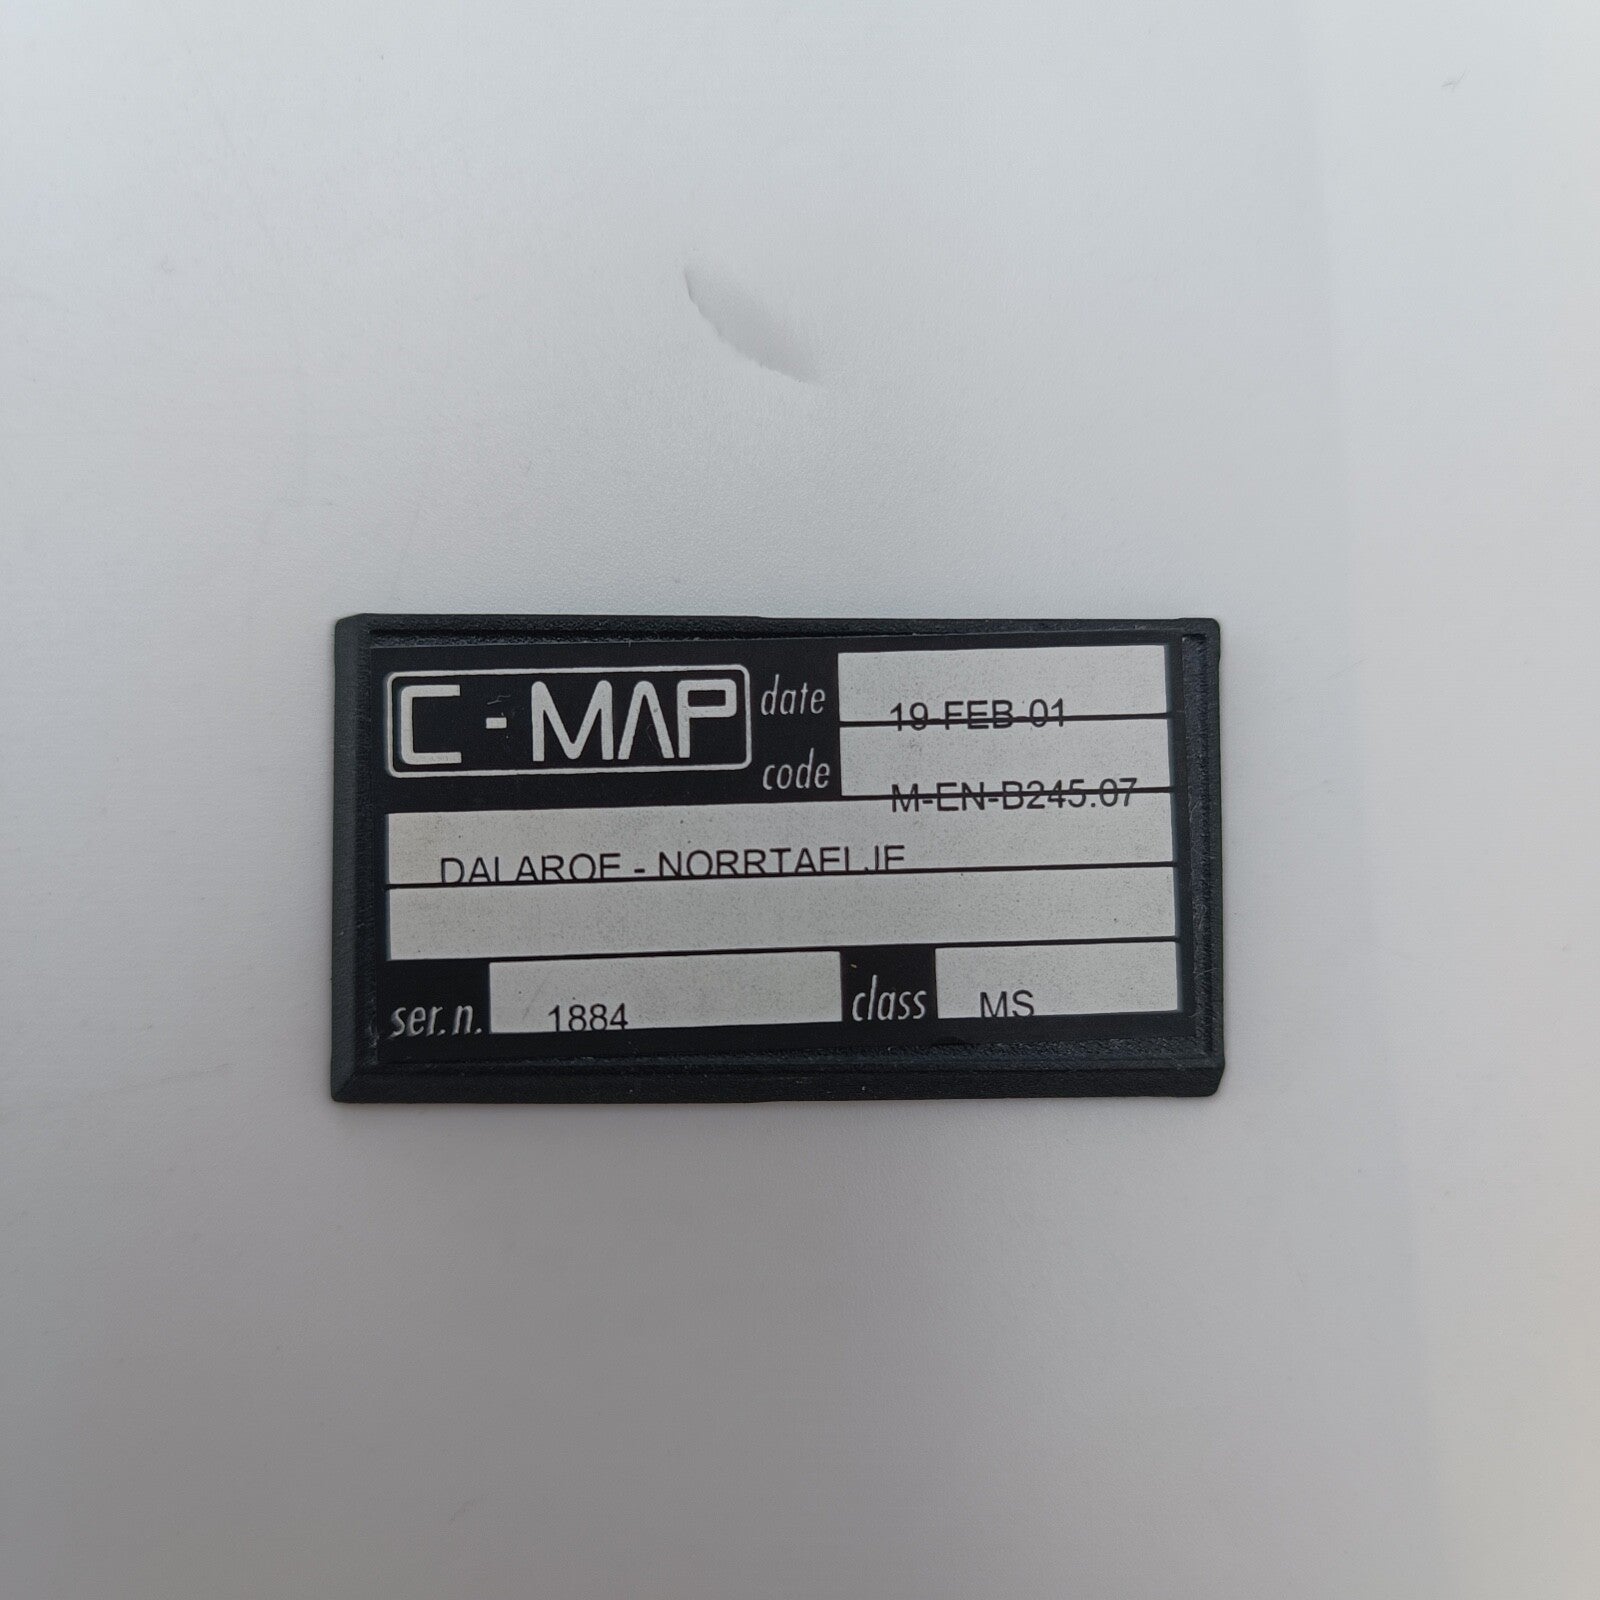 C-MAP
date 19 FEB 01
code M-EN-B245.07
DALAROE - NORRTAELJE
ser.n. 1884
class MS